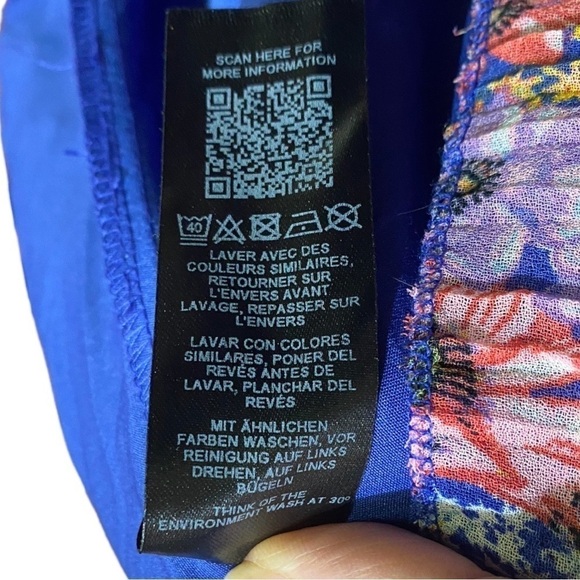 SCAN HERE FOR
MORE INFORMATION
40
LAVER AVEC DES
COULEURS SIMILAIRES,
RETOURNER SUR
L'ENVERS AVANT
LAVAGE, REPASSER SUR
L'ENVERS
LAVAR CON COLORES
SIMILARES, PONER DEL
REVÉS ANTES DE
LAVAR, PLANCHAR DEL
REVÉS
MIT ÄHNLICHEN
FARBEN WASCHEN, VOR
REINIGUNG AUF LINKS
DREHEN, AUF LINKS
BÜGELN
THINK OF THE
ENVIRONMENT WASH AT 30°